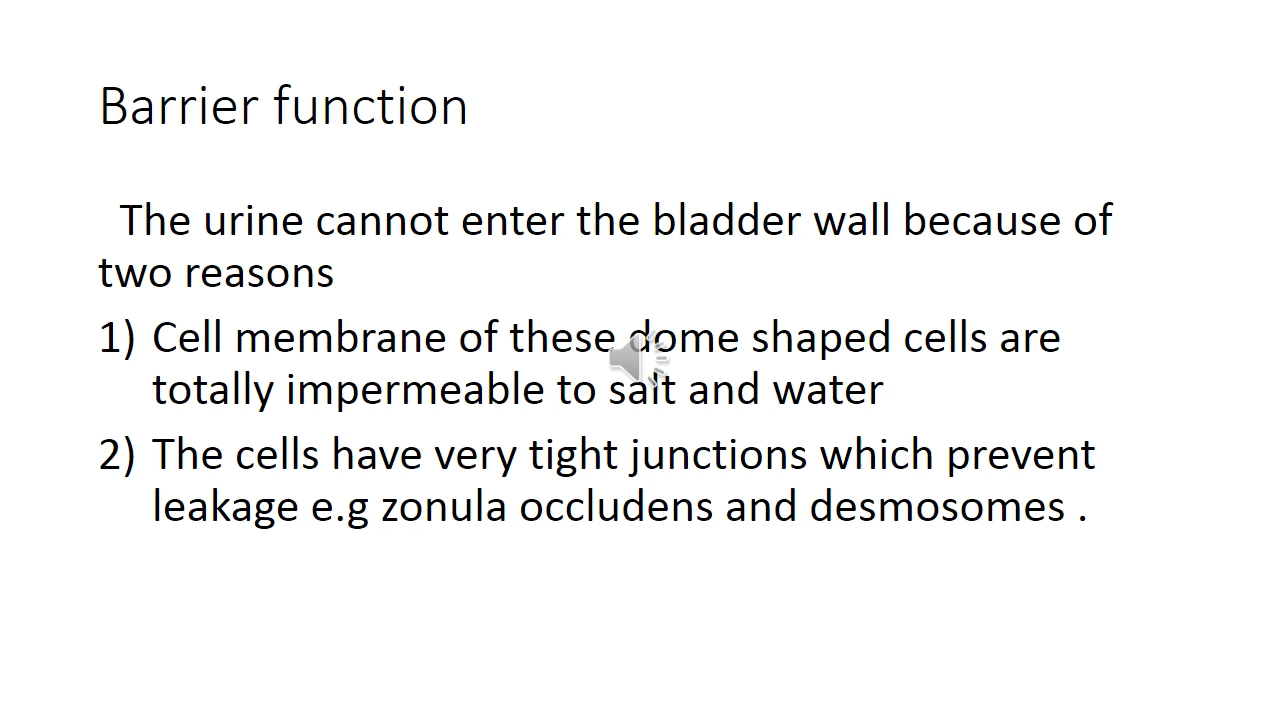 Barrier function
The urine cannot enter the bladder wall because of
two reasons
1) Cell membrane of these dome shaped cells are
totally impermeable to salt and water
2) The cells have very tight junctions which prevent
leakage e.g zonula occludens and desmosomes .